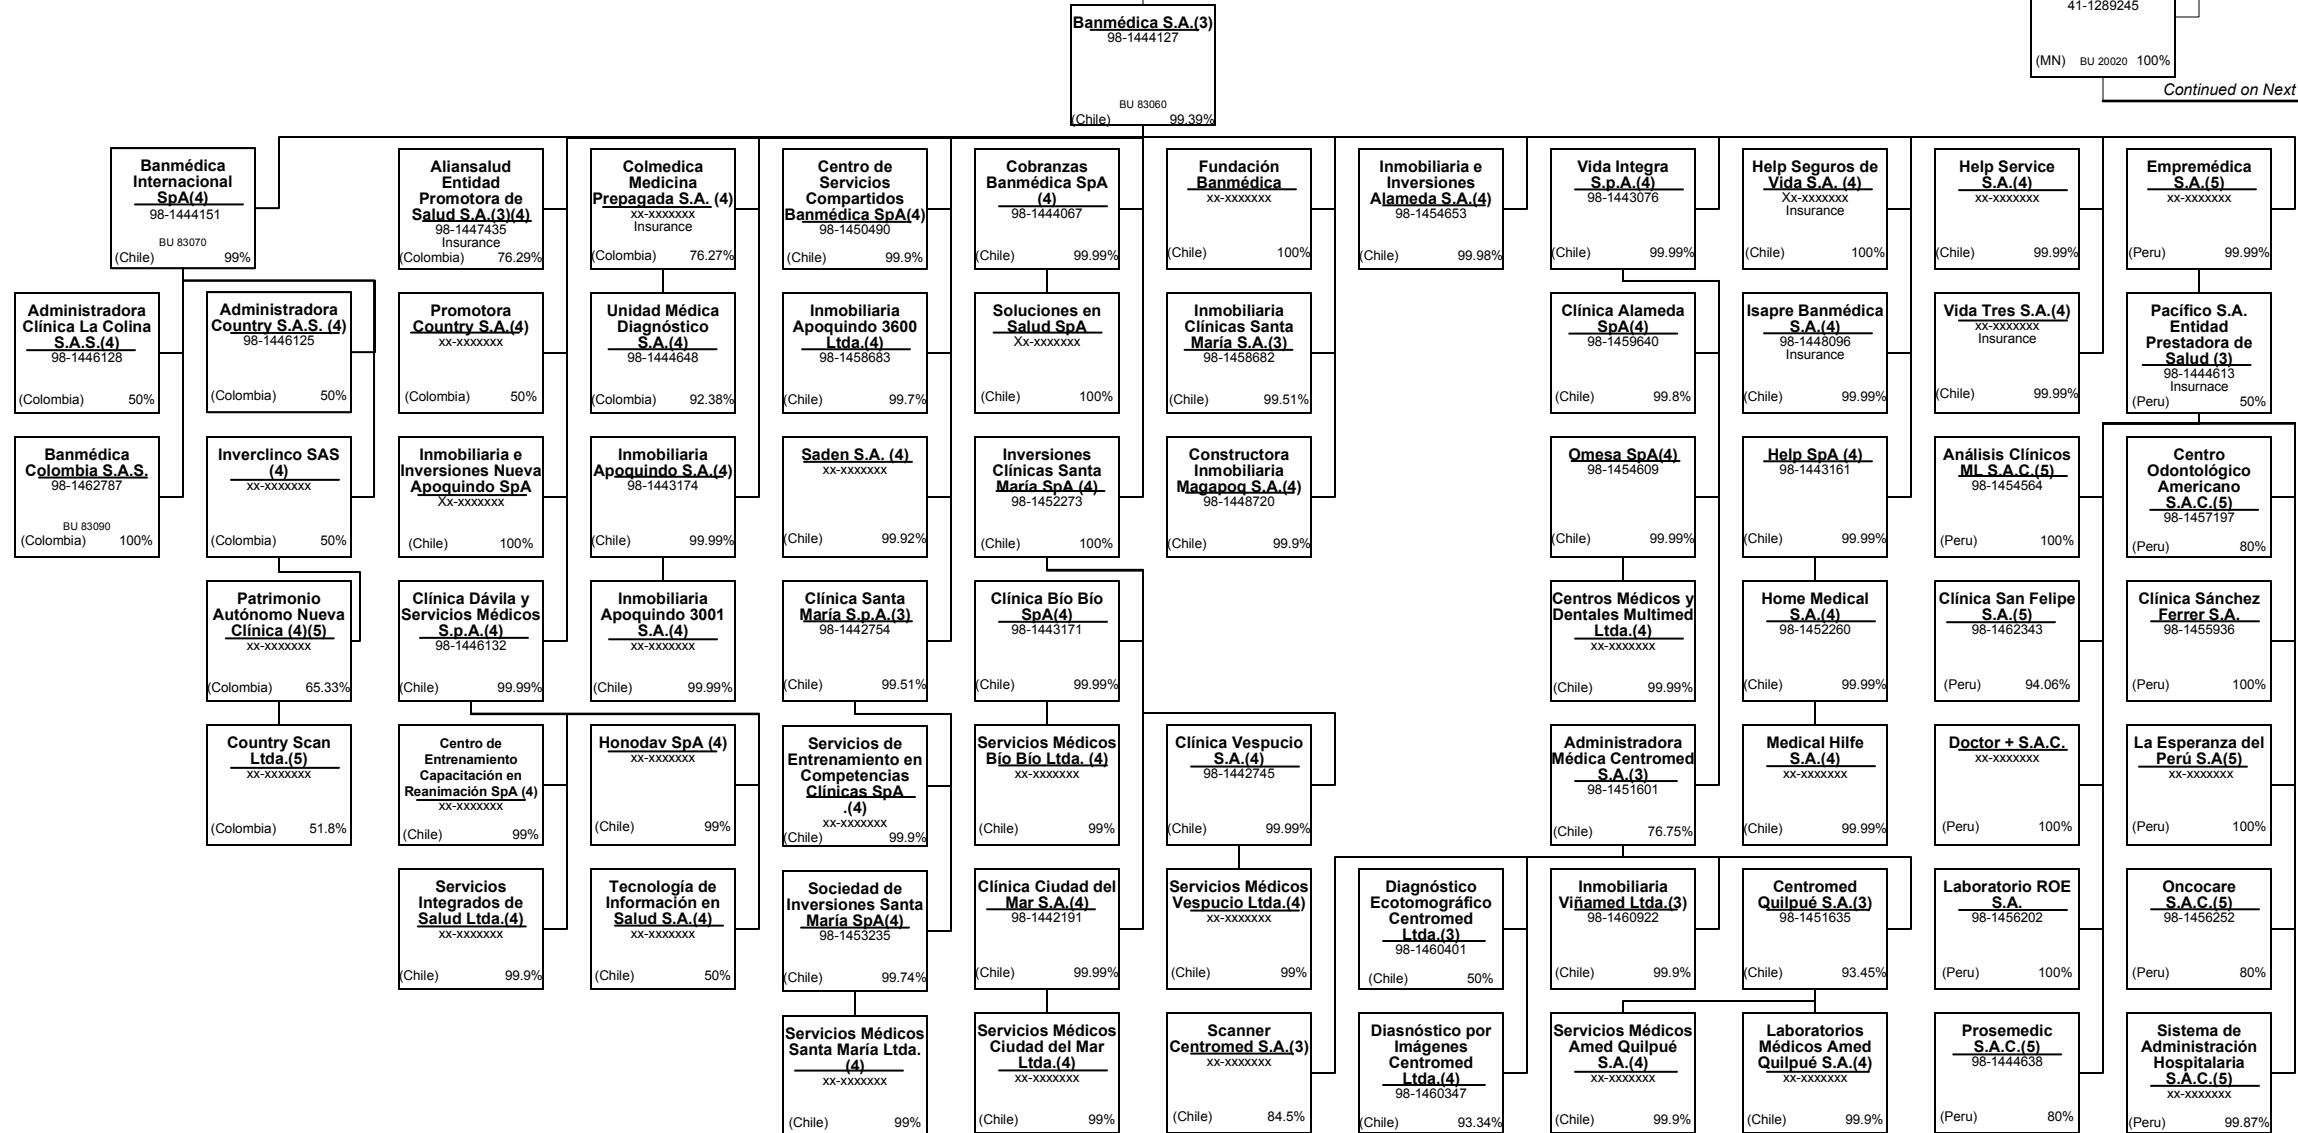 Banmédica S.A.(3)
98-1444127
BU 83060
(Chile) 99.39%
41-1289245
(MN) BU 20020 100%
Continued on Next
Banmédica
Internacional
SpA(4)
98-1444151
BU 83070
(Chile) 99%
Aliansalud
Entidad
Promotora de
Salud S.A.(3)(4)
98-1447435
Insurance
(Colombia) 76.29%
Colmedica
Medicina
Prepagada S.A. (4)
xx-xxxxxxx
Insurance
(Colombia) 76.27%
Centro de
Servicios
Compartidos
Banmédica SpA(4)
98-1450490
(Chile) 99.9%
Cobranzas
Banmédica SpA
(4)
98-1444067
(Chile) 99.99%
Fundación
Banmédica
xx-xxxxxxx
(Chile) 100%
Inmobiliaria e
Inversiones
Alameda S.A.(4)
98-1454653
(Chile) 99.98%
Vida Integra
S.p.A.(4)
98-1443076
(Chile) 99.99%
Help Seguros de
Vida S.A. (4)
Xx-xxxxxxx
Insurance
(Chile) 100%
Help Service
S.A.(4)
xx-xxxxxxx
(Chile) 99.99%
Empremédica
S.A.(5)
xx-xxxxxxx
(Peru) 99.99%
Administradora
Clínica La Colina
S.A.S.(4)
98-1446128
(Colombia) 50%
Administradora
Country S.A.S. (4)
98-1446125
(Colombia) 50%
Promotora
Country S.A.(4)
xx-xxxxxxx
(Colombia) 50%
Unidad Médica
Diagnóstico
S.A.(4)
98-1444648
(Colombia) 92.38%
Inmobiliaria
Apoquindo 3600
Ltda.(4)
98-1458683
(Chile) 99.7%
Soluciones en
Salud SpA
Xx-xxxxxxx
(Chile) 100%
Inmobiliaria
Clínicas Santa
María S.A.(3)
98-1458682
(Chile) 99.51%
Clínica Alameda
SpA(4)
98-1459640
(Chile) 99.8%
Isapre Banmédica
S.A.(4)
98-1448096
Insurance
(Chile) 99.99%
Vida Tres S.A.(4)
xx-xxxxxxx
Insurance
(Chile) 99.99%
Pacífico S.A.
Entidad
Prestadora de
Salud (3)
98-1444613
Insurnace
(Peru) 50%
Banmédica
Colombia S.A.S.
98-1462787
BU 83090
(Colombia) 100%
Inverclinco SAS
(4)
xx-xxxxxxx
(Colombia) 50%
Inmobiliaria e
Inversiones Nueva
Apoquindo SpA
Xx-xxxxxxx
(Chile) 100%
Inmobiliaria
Apoquindo S.A.(4)
98-1443174
(Chile) 99.99%
Saden S.A. (4)
xx-xxxxxxx
(Chile) 99.92%
Inversiones
Clínicas Santa
María SpA (4)
98-1452273
(Chile) 100%
Constructora
Inmobiliaria
Magapoq S.A.(4)
98-1448720
(Chile) 99.9%
Omesa SpA(4)
98-1454609
(Chile) 99.99%
Help SpA (4)
98-1443161
(Chile) 99.99%
Análisis Clínicos
ML S.A.C.(5)
98-1454564
(Peru) 100%
Centro
Odontológico
Americano
S.A.C.(5)
98-1457197
(Peru) 80%
Patrimonio
Autónomo Nueva
Clínica (4)(5)
xx-xxxxxxx
(Colombia) 65.33%
Clínica Dávila y
Servicios Médicos
S.p.A.(4)
98-1446132
(Chile) 99.99%
Inmobiliaria
Apoquindo 3001
S.A.(4)
xx-xxxxxxx
(Chile) 99.99%
Clínica Santa
María S.p.A.(3)
98-1442754
(Chile) 99.51%
Clínica Bío Bío
SpA(4)
98-1443171
(Chile) 99.99%
Centros Médicos y
Dentales Multimed
Ltda.(4)
xx-xxxxxxx
(Chile) 99.99%
Home Medical
S.A.(4)
98-1452260
(Chile) 99.99%
Clínica San Felipe
S.A.(5)
98-1462343
(Peru) 94.06%
Clínica Sánchez
Ferrer S.A.
98-1455936
(Peru) 100%
Country Scan
Ltda.(5)
xx-xxxxxxx
(Colombia) 51.8%
Centro de
Entrenamiento
Capacitación en
Reanimación SpA (4)
xx-xxxxxxx
(Chile) 99%
Honodav SpA (4)
xx-xxxxxxx
(Chile) 99%
Servicios de
Entrenamiento en
Competencias
Clínicas SpA
.(4)
xx-xxxxxxx
(Chile) 99.9%
Servicios Médicos
Bío Bío Ltda. (4)
xx-xxxxxxx
(Chile) 99%
Clínica Vespucio
S.A.(4)
98-1442745
(Chile) 99.99%
Administradora
Médica Centromed
S.A.(3)
98-1451601
(Chile) 76.75%
Medical Hilfe
S.A.(4)
xx-xxxxxxx
(Chile) 99.99%
Doctor + S.A.C.
xx-xxxxxxx
(Peru) 100%
La Esperanza del
Perú S.A(5)
xx-xxxxxxx
(Peru) 100%
Servicios
Integrados de
Salud Ltda.(4)
xx-xxxxxxx
(Chile) 99.9%
Tecnología de
Información en
Salud S.A.(4)
xx-xxxxxxx
(Chile) 50%
Sociedad de
Inversiones Santa
María SpA(4)
98-1453235
(Chile) 99.74%
Clínica Ciudad del
Mar S.A.(4)
98-1442191
(Chile) 99.99%
Servicios Médicos
Vespucio Ltda.(4)
xx-xxxxxxx
(Chile) 99%
Diagnóstico
Ecotomográfico
Centromed
Ltda.(3)
98-1460401
(Chile) 50%
Inmobiliaria
Viñamed Ltda.(3)
98-1460922
(Chile) 99.9%
Centromed
Quilpué S.A.(3)
98-1451635
(Chile) 93.45%
Laboratorio ROE
S.A.
98-1456202
(Peru) 100%
Oncocare
S.A.C.(5)
98-1456252
(Peru) 80%
Servicios Médicos
Santa María Ltda.
(4)
xx-xxxxxxx
(Chile) 99%
Servicios Médicos
Ciudad del Mar
Ltda.(4)
xx-xxxxxxx
(Chile) 99%
Scanner
Centromed S.A.(3)
xx-xxxxxxx
(Chile) 84.5%
Diasnóstico por
Imágenes
Centromed
Ltda.(4)
98-1460347
(Chile) 93.34%
Servicios Médicos
Amed Quilpué
S.A.(4)
xx-xxxxxxx
(Chile) 99.9%
Laboratorios
Médicos Amed
Quilpué S.A.(4)
xx-xxxxxxx
(Chile) 99.9%
Prosemedic
S.A.C.(5)
98-1444638
(Peru) 80%
Sistema de
Administración
Hospitalaria
S.A.C.(5)
xx-xxxxxxx
(Peru) 99.87%